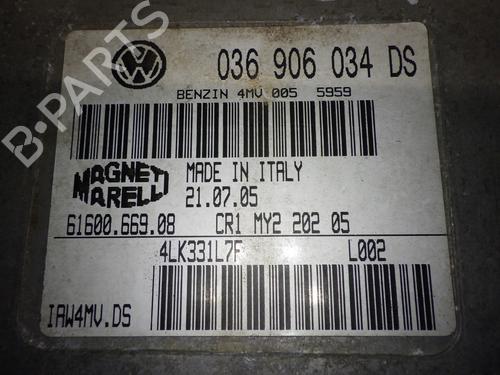 036 906 034 DS
BENZIN 4MV 005 5959
MAGNETI MARELLI
MADE IN ITALY
21.07.05
61600.669.08 CR1 MY2 202 05
4LK331L7F L002
IAW4MV.DS
B-PARTS